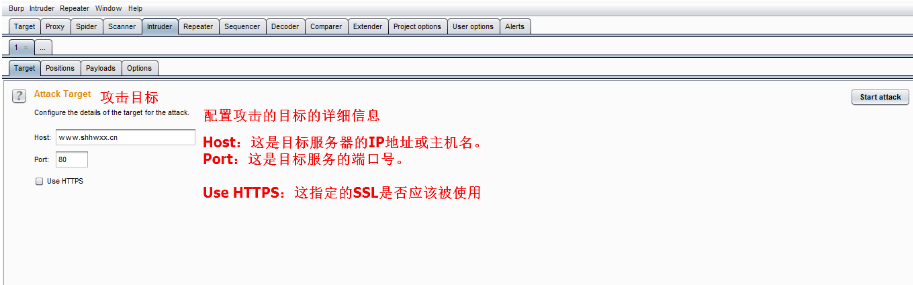 Burp Intruder Repeater Window Help
Target Proxy Spider Scanner Intruder Repeater Sequencer Decoder Comparer Extender Project options User options Alerts
1 × ...
Target Positions Payloads Options
? Attack Target 攻击目标 Start attack
Configure the details of the target for the attack. 配置攻击的目标的详细信息
Host: www.shhwxx.cn Host：这是目标服务器的IP地址或主机名。
Port: 80 Port：这是目标服务的端口号。
Use HTTPS Use HTTPS：这指定的SSL是否应该被使用